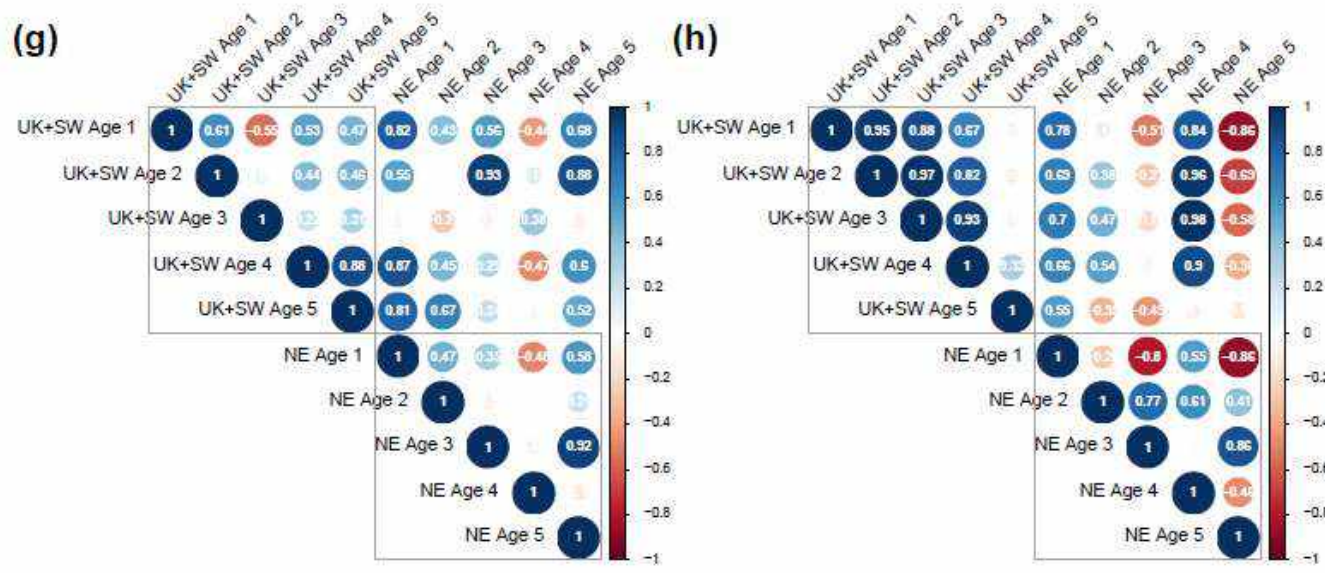 (g)
UK+SW Age 1
UK+SW Age 2
UK+SW Age 3
UK+SW Age 4
UK+SW Age 5
NE Age 1
NE Age 2
NE Age 3
NE Age 4
NE Age 5
UK+SW Age 1 1 0.61 −0.55 0.53 0.47 0.82 0.43 0.56 0.68
UK+SW Age 2 1 0.44 0.46 0.55 0.93 0.88
UK+SW Age 3 1 0.38
UK+SW Age 4 1 0.88 0.87 0.45 −0.47 0.6
UK+SW Age 5 1 0.81 0.67 0.52
NE Age 1 1 0.47 −0.46 0.58
NE Age 2 1
NE Age 3 1 0.92
NE Age 4 1
NE Age 5 1
1
0.8
0.6
0.4
0.2
0
−0.2
−0.4
−0.6
−0.8
−1
(h)
UK+SW Age 1
UK+SW Age 2
UK+SW Age 3
UK+SW Age 4
UK+SW Age 5
NE Age 1
NE Age 2
NE Age 3
NE Age 4
NE Age 5
UK+SW Age 1 1 0.95 0.88 0.67 0.78 −0.51 0.84 −0.86
UK+SW Age 2 1 0.97 0.82 0.69 0.38 0.96 −0.69
UK+SW Age 3 1 0.93 0.7 0.47 0.98 −0.58
UK+SW Age 4 1 0.66 0.54 0.9
UK+SW Age 5 1 0.55
NE Age 1 1 −0.8 0.55 −0.86
NE Age 2 1 0.77 0.61 0.41
NE Age 3 1 0.86
NE Age 4 1
NE Age 5 1
1
0.8
0.6
0.4
0.2
0
−0.2
−0.4
−0.6
−0.8
−1